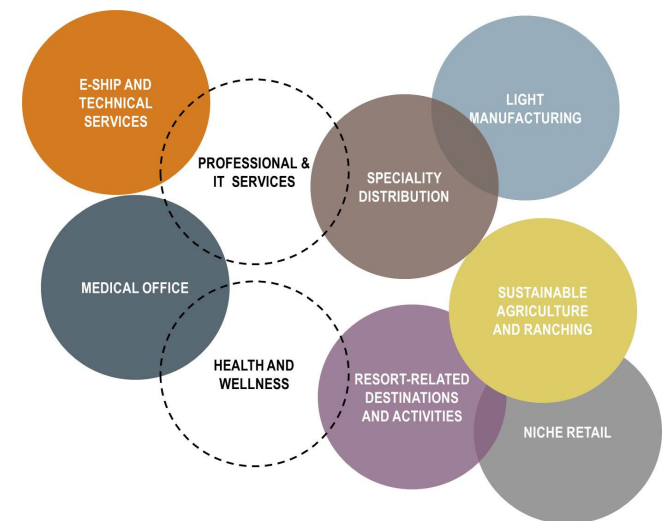 E-SHIP AND
TECHNICAL
SERVICES
LIGHT
MANUFACTURING
PROFESSIONAL &
IT SERVICES
SPECIALITY
DISTRIBUTION
MEDICAL OFFICE
SUSTAINABLE
AGRICULTURE
AND RANCHING
HEALTH AND
WELLNESS
RESORT-RELATED
DESTINATIONS
AND ACTIVITIES
NICHE RETAIL